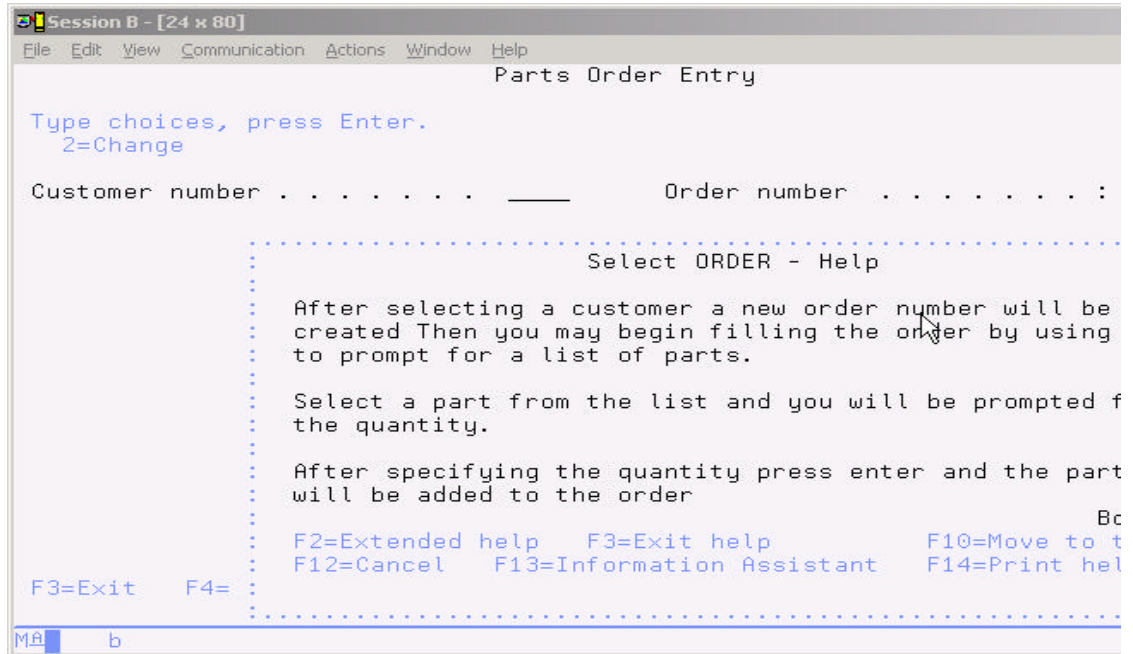 Session B - [24 x 80]
File Edit View Communication Actions Window Help
Parts Order Entry
Type choices, press Enter.
2=Change
Customer number . . . . . . . ____ Order number . . . . . . . :
Select ORDER - Help
After selecting a customer a new order number will be
created Then you may begin filling the order by using
to prompt for a list of parts.
Select a part from the list and you will be prompted f
the quantity.
After specifying the quantity press enter and the part
will be added to the order
Bo
F2=Extended help F3=Exit help F10=Move to t
F12=Cancel F13=Information Assistant F14=Print hel
F3=Exit F4=
MA b